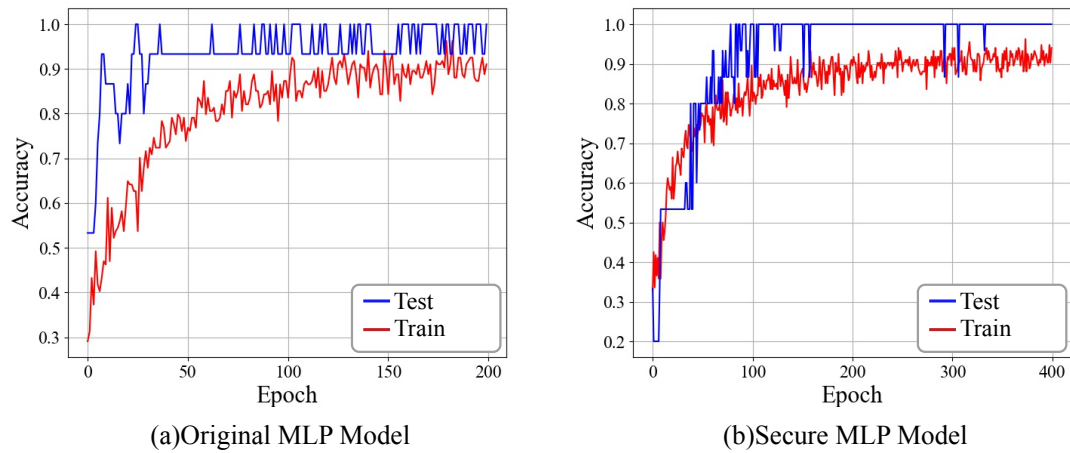 1.0
0.9
0.8
0.7
0.6
0.5
0.4
0.3
Accuracy
0 50 100 150 200
Epoch
Test
Train
(a)Original MLP Model
1.0
0.9
0.8
0.7
0.6
0.5
0.4
0.3
0.2
Accuracy
0 100 200 300 400
Epoch
Test
Train
(b)Secure MLP Model